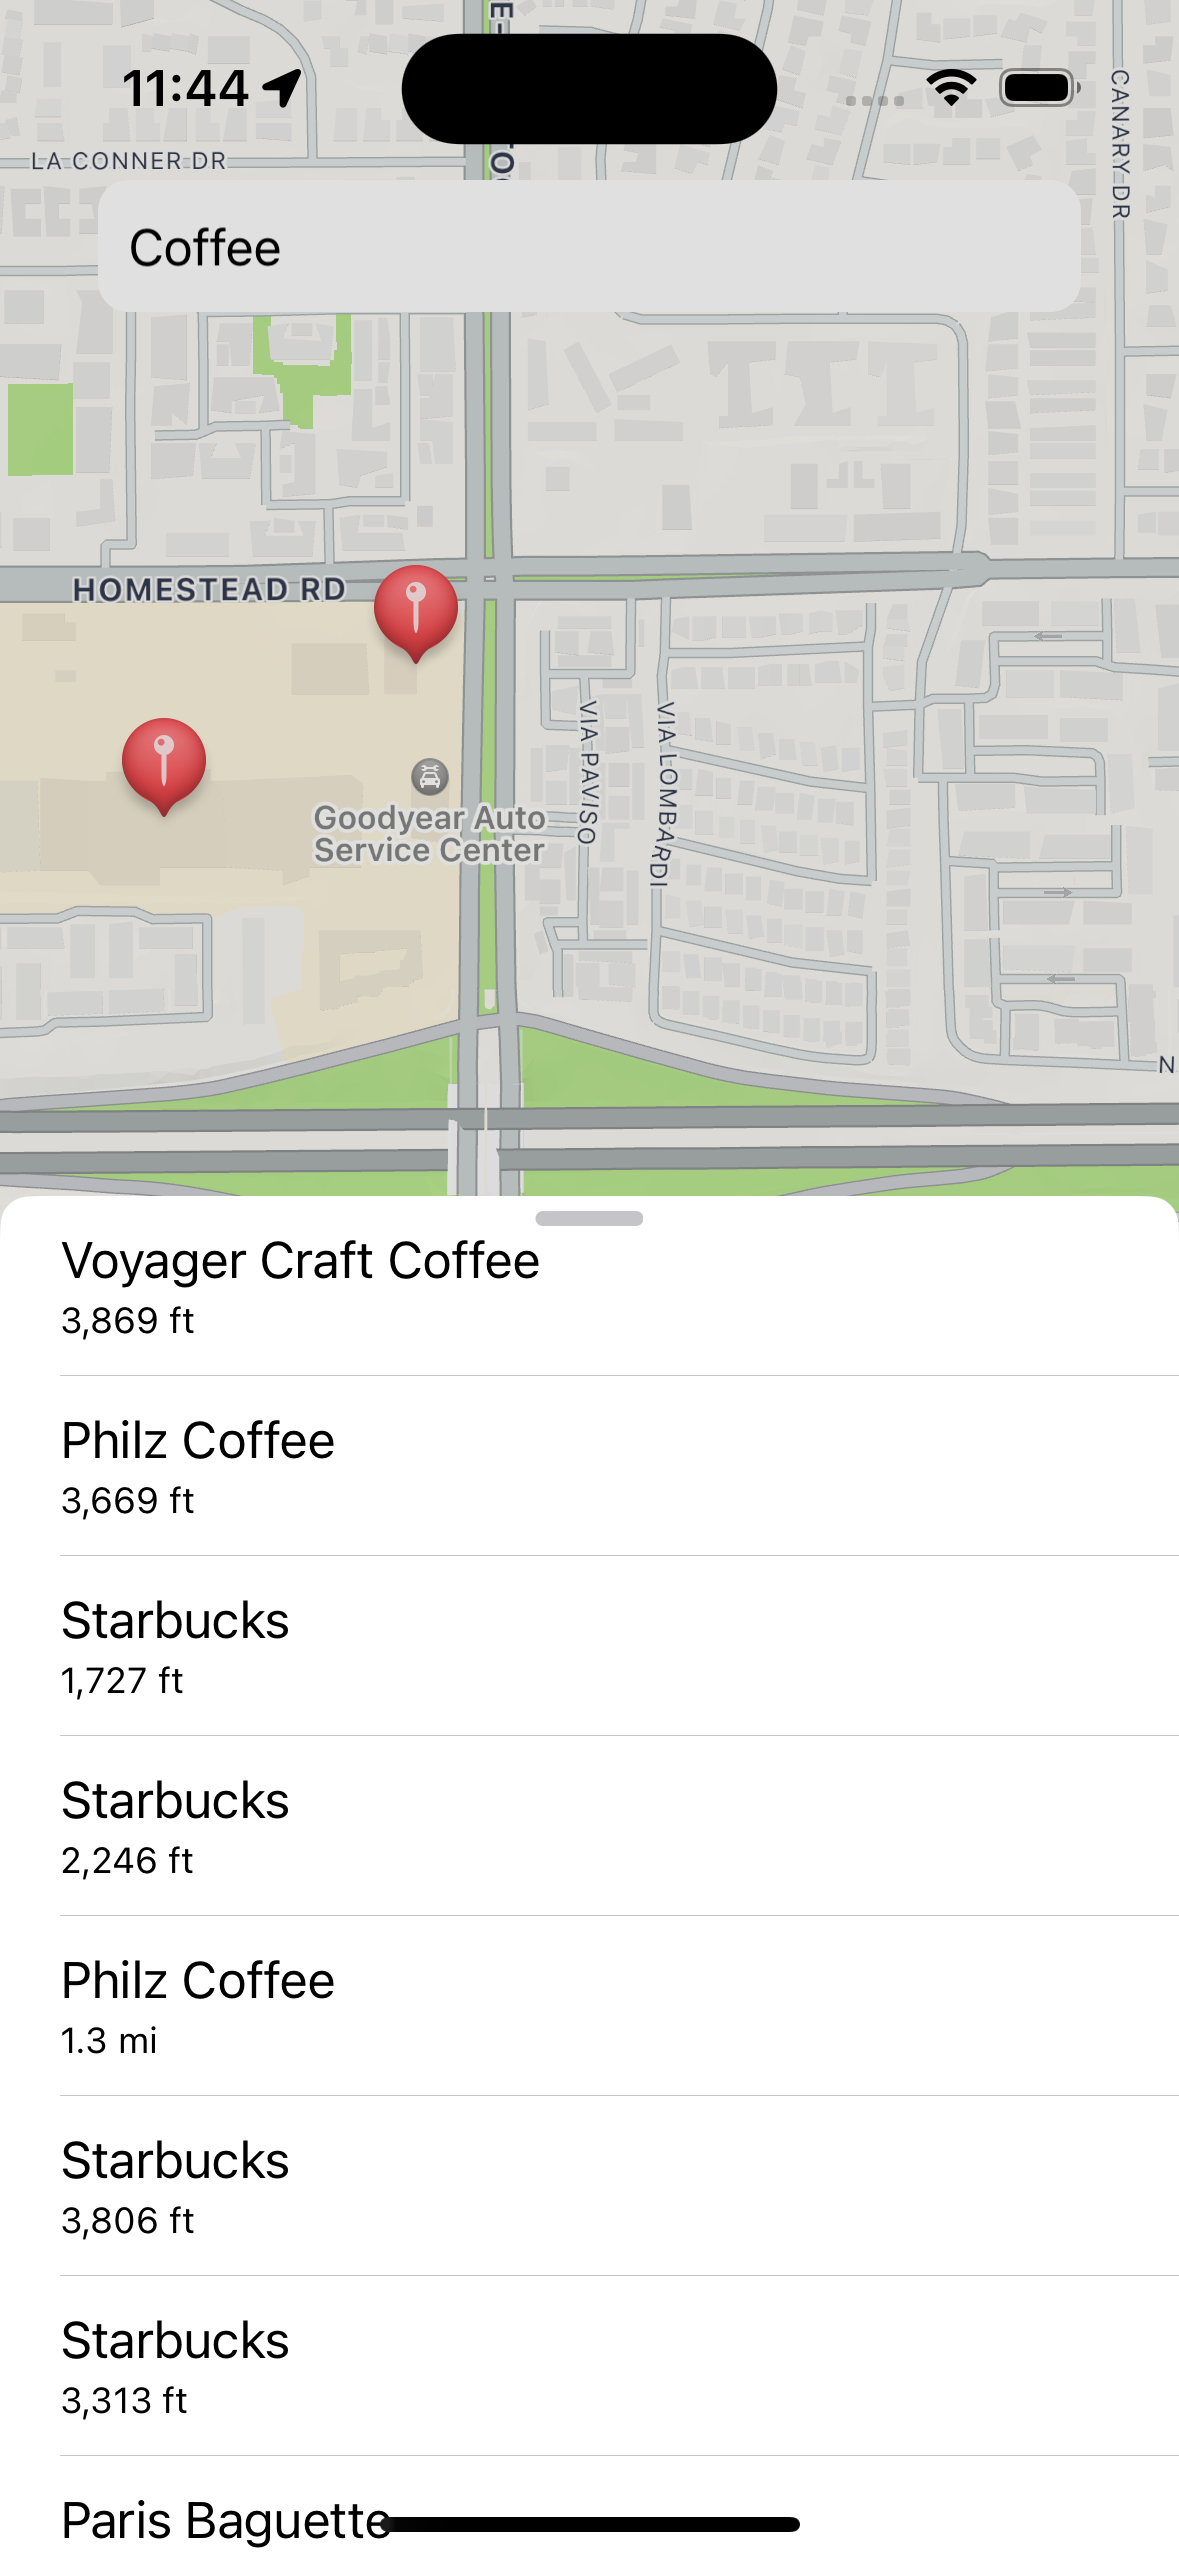 11:44
LA CONNER DR
CANARY DR
Coffee
HOMESTEAD RD
VIA PAVISO
VIA LOMBARDI
Goodyear Auto
Service Center
N
Voyager Craft Coffee
3,869 ft
Philz Coffee
3,669 ft
Starbucks
1,727 ft
Starbucks
2,246 ft
Philz Coffee
1.3 mi
Starbucks
3,806 ft
Starbucks
3,313 ft
Paris Baguette